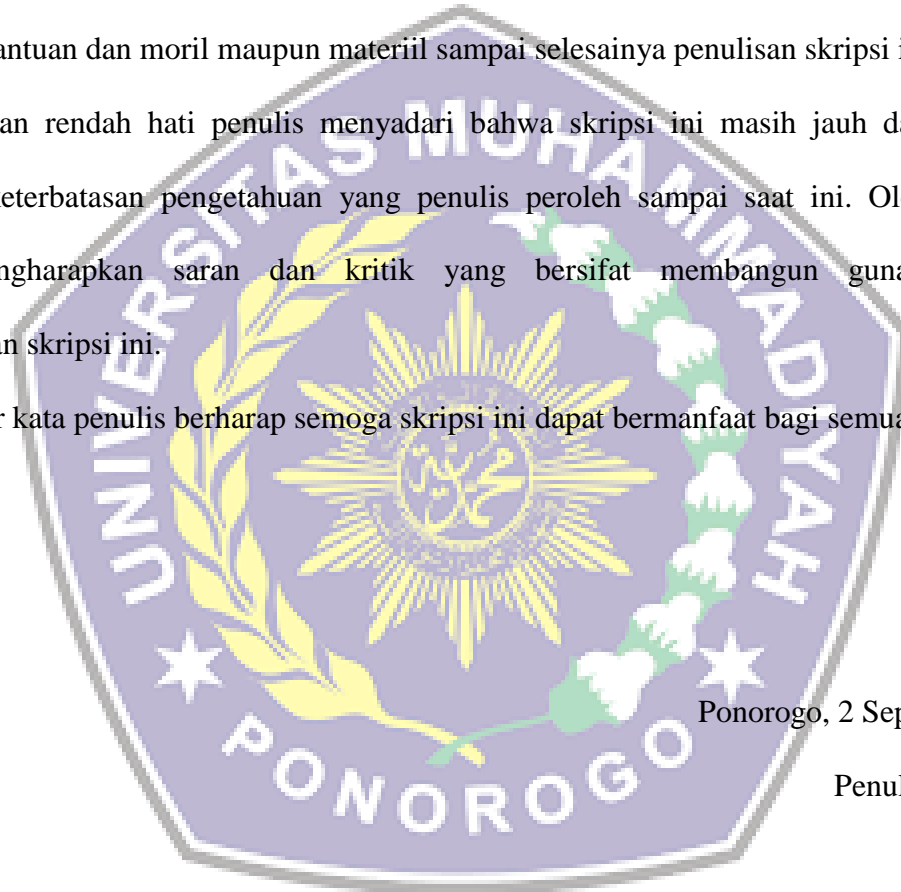 antuan dan moril maupun materiil sampai selesainya penulisan skripsi i
an rendah hati penulis menyadari bahwa skripsi ini masih jauh da
keterbatasan pengetahuan yang penulis peroleh sampai saat ini. Ol
ngharapkan saran dan kritik yang bersifat membangun guna
an skripsi ini.
r kata penulis berharap semoga skripsi ini dapat bermanfaat bagi semua
UNIVERSITAS MUHAMMADIYAH
PONOROGO
Ponorogo, 2 Sep
Penul